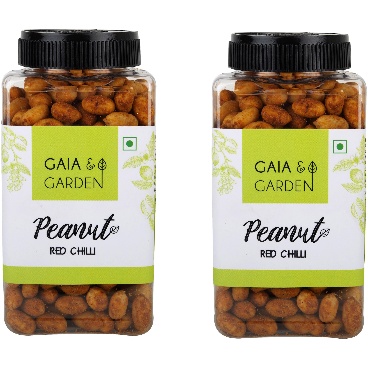 GAIA &
GARDEN
Peanut
RED CHILLI
GAIA &
GARDEN
Peanut
RED CHILLI